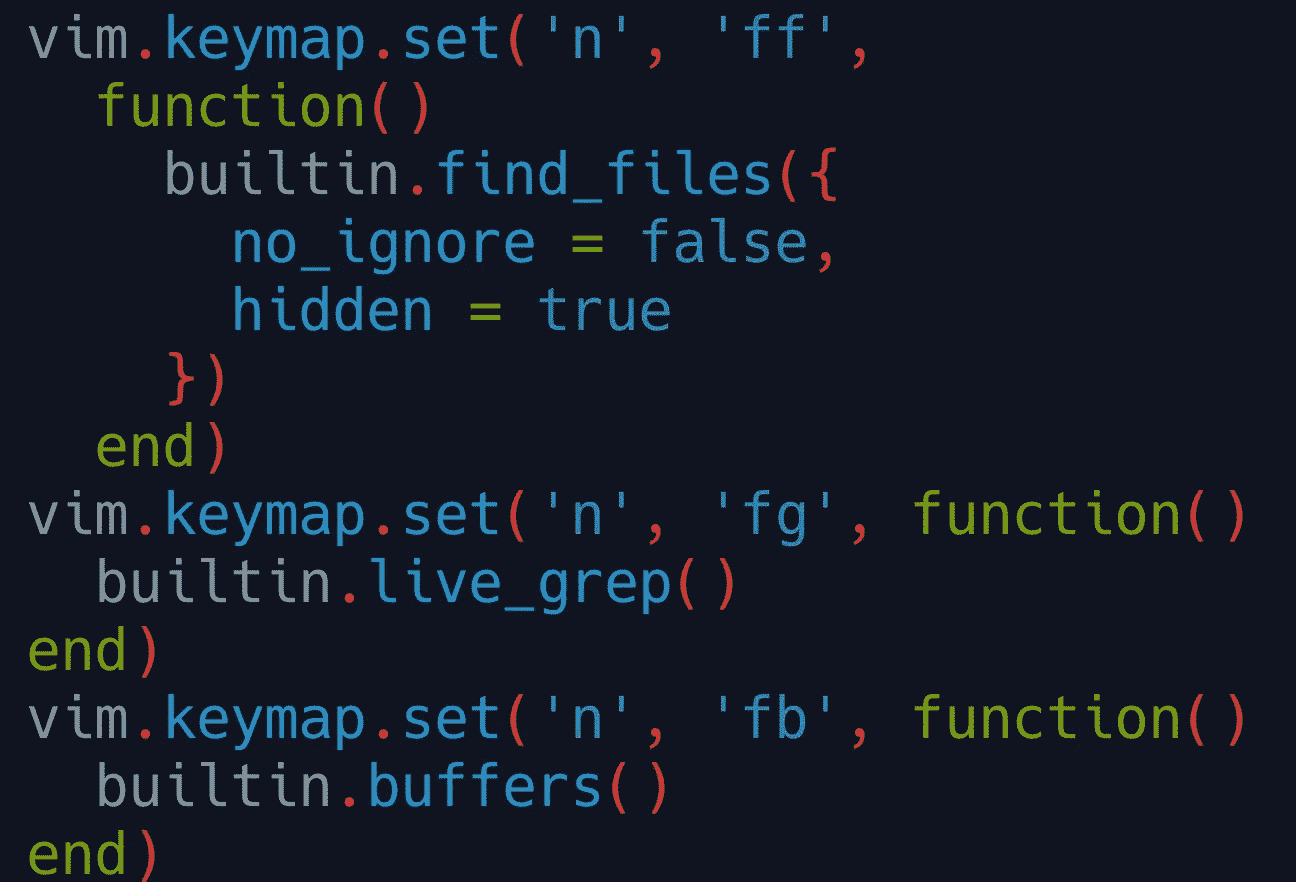 vim.keymap.set('n', 'ff',
  function()
    builtin.find_files({
      no_ignore = false,
      hidden = true
    })
  end)
vim.keymap.set('n', 'fg', function()
  builtin.live_grep()
end)
vim.keymap.set('n', 'fb', function()
  builtin.buffers()
end)